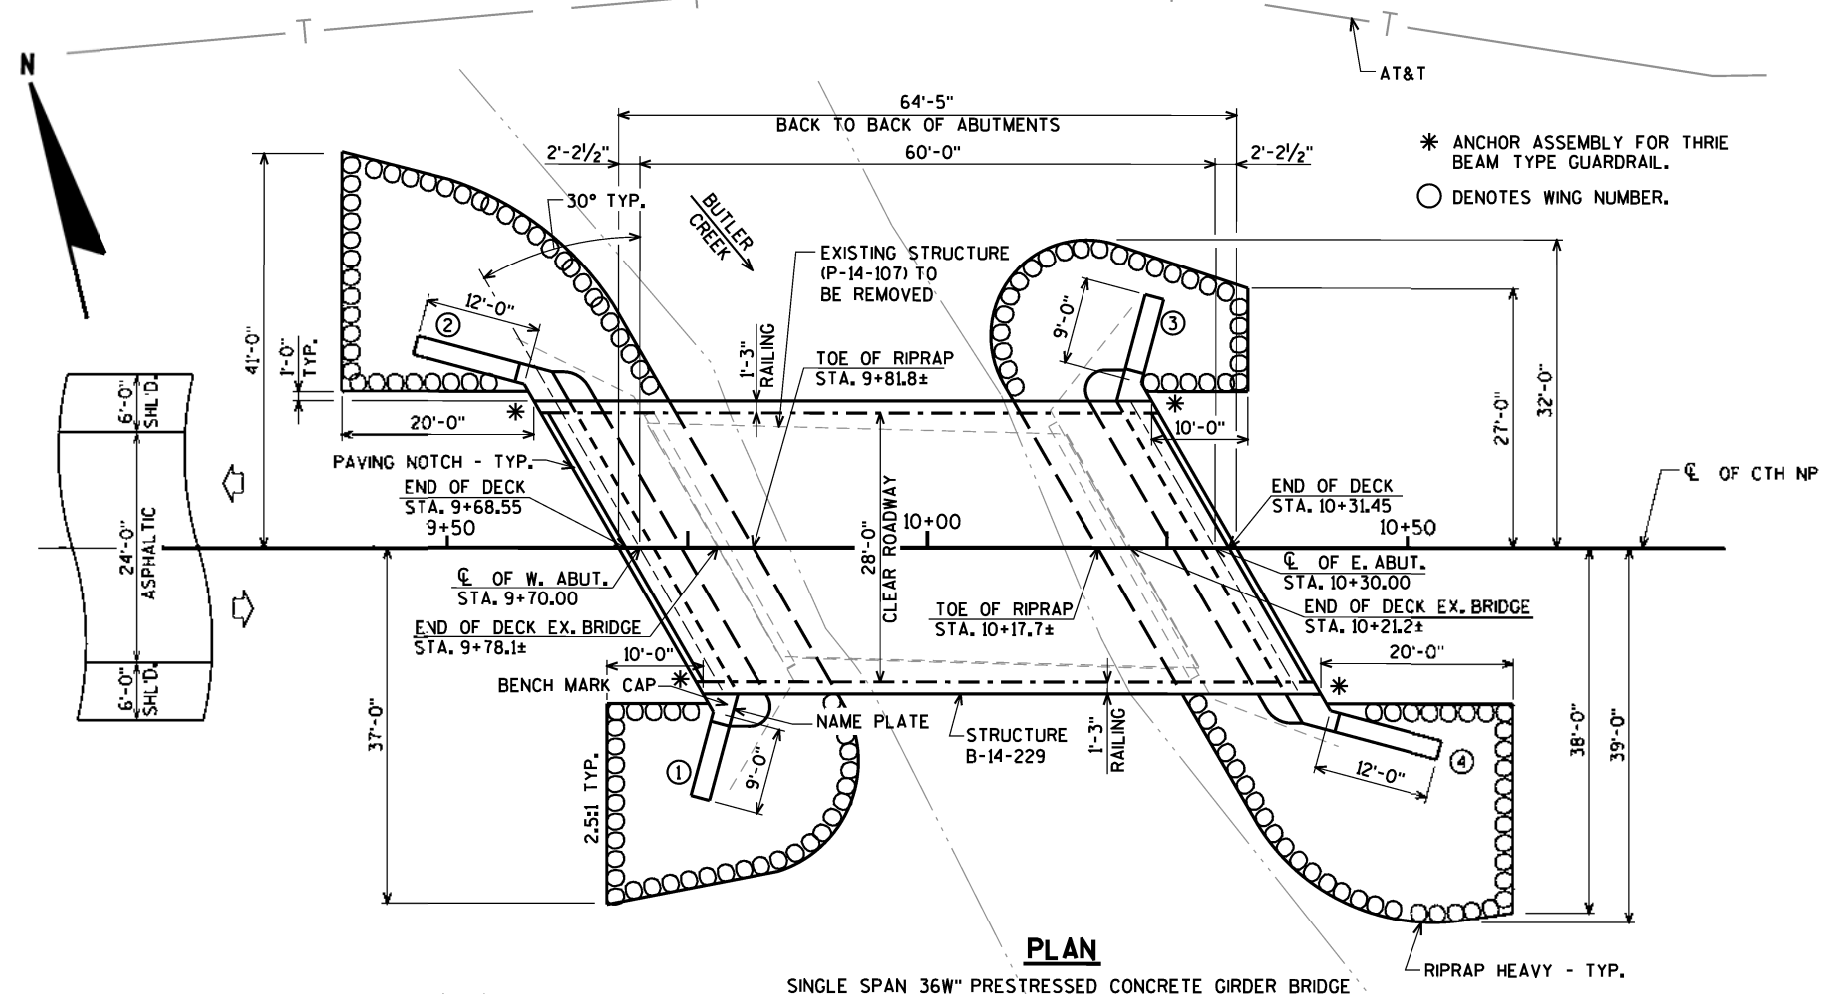 T
T
N
AT&T
64'-5"
BACK TO BACK OF ABUTMENTS
2'-2½"
60'-0"
2'-2½"
✳ ANCHOR ASSEMBLY FOR THRIE
BEAM TYPE GUARDRAIL.
◯ DENOTES WING NUMBER.
30° TYP.
BUTLER
CREEK
EXISTING STRUCTURE
(P-14-107) TO
BE REMOVED
12'-0"
2
9'-0"
3
41'-0"
1'-0"
TYP.
1'-3"
RAILING
TOE OF RIPRAP
STA. 9+81.8±
27'-0"
32'-0"
6'-0"
SHL'D.
20'-0"
10'-0"
PAVING NOTCH - TYP.
END OF DECK
STA. 9+68.55
9+50
10+00
END OF DECK
STA. 10+31.45
10+50
℄ OF CTH NP
24'-0"
ASPHALTIC
28'-0"
CLEAR ROADWAY
℄ OF W. ABUT.
STA. 9+70.00
℄ OF E. ABUT.
STA. 10+30.00
END OF DECK EX. BRIDGE
STA. 9+78.1±
TOE OF RIPRAP
STA. 10+17.7±
END OF DECK EX. BRIDGE
STA. 10+21.2±
6'-0"
SHL'D.
10'-0"
20'-0"
BENCH MARK CAP
NAME PLATE
37'-0"
STRUCTURE
B-14-229
1'-3"
RAILING
38'-0"
39'-0"
2.5:1 TYP.
1
9'-0"
12'-0"
4
PLAN
RIPRAP HEAVY - TYP.
SINGLE SPAN 36W" PRESTRESSED CONCRETE GIRDER BRIDGE